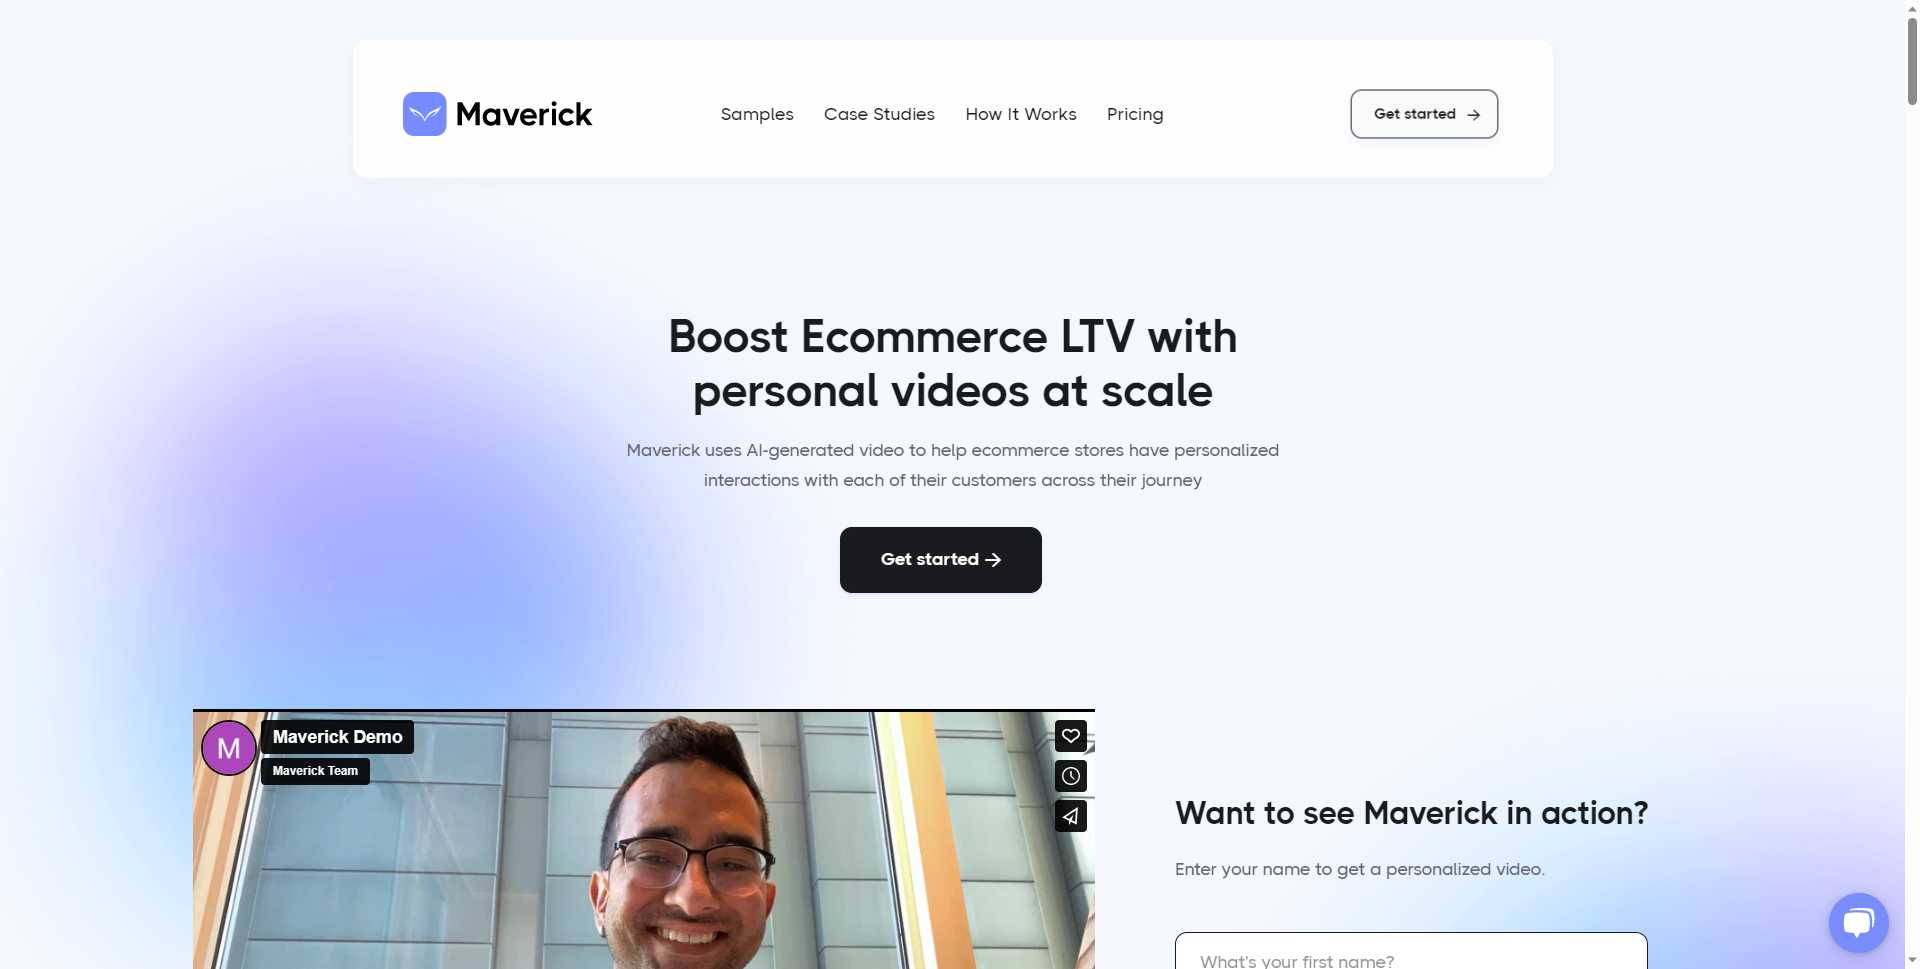 Maverick
Samples
Case Studies
How It Works
Pricing
Get started
Boost Ecommerce LTV with
personal videos at scale
Maverick uses AI-generated video to help ecommerce stores have personalized
interactions with each of their customers across their journey
Get started
M
Maverick Demo
Maverick Team
Want to see Maverick in action?
Enter your name to get a personalized video.
What's your first name?